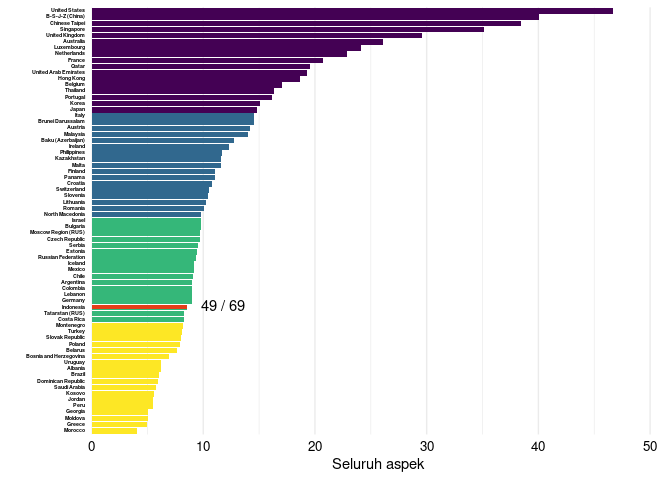 United States
B-S-J-Z (China)
Chinese Taipei
Singapore
United Kingdom
Australia
Luxembourg
Netherlands
France
Qatar
United Arab Emirates
Hong Kong
Belgium
Thailand
Portugal
Korea
Japan
Italy
Brunei Darussalam
Austria
Malaysia
Baku (Azerbaijan)
Ireland
Philippines
Kazakhstan
Malta
Finland
Panama
Croatia
Switzerland
Slovenia
Lithuania
Romania
North Macedonia
Israel
Bulgaria
Moscow Region (RUS)
Czech Republic
Serbia
Estonia
Russian Federation
Iceland
Mexico
Chile
Argentina
Colombia
Lebanon
Germany
Indonesia 49 / 69
Tatarstan (RUS)
Costa Rica
Montenegro
Turkey
Slovak Republic
Poland
Belarus
Bosnia and Herzegovina
Uruguay
Albania
Brazil
Dominican Republic
Saudi Arabia
Kosovo
Jordan
Peru
Georgia
Moldova
Greece
Morocco
0 10 20 30 40 50
Seluruh aspek